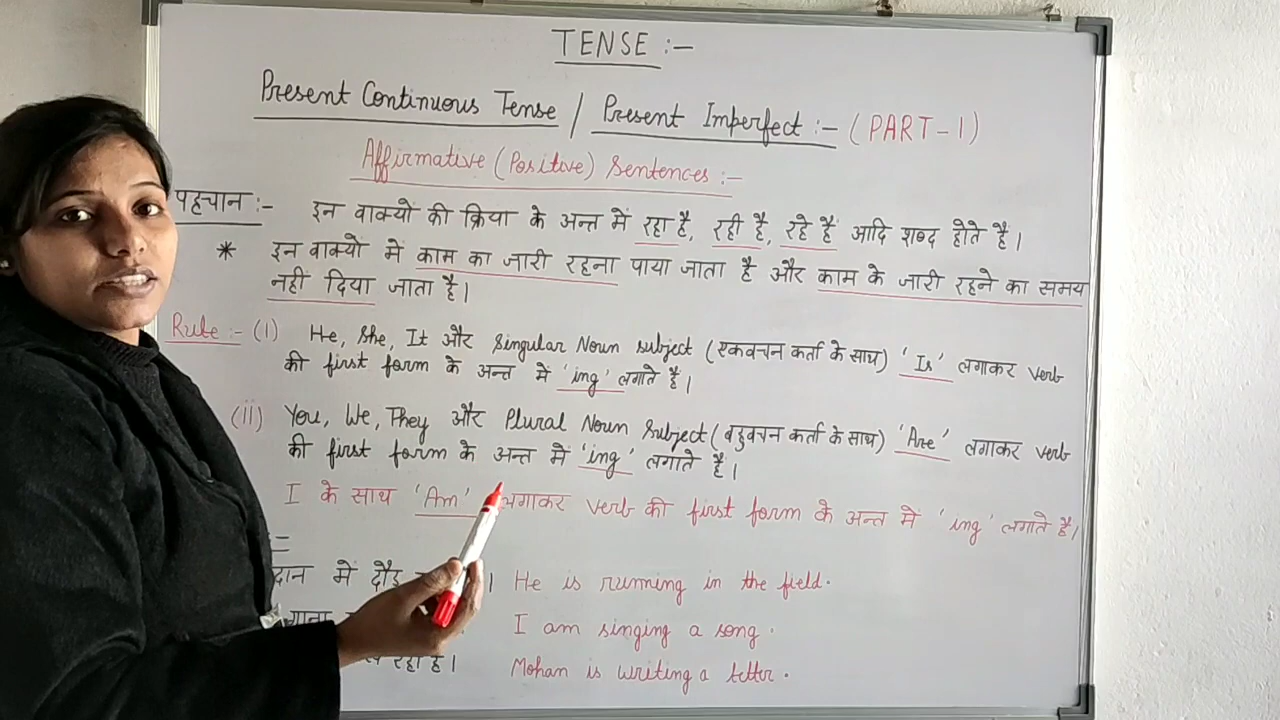 TENSE :-
Present Continuous Tense / Present Imperfect :- (PART-1)
Affirmative (Positive) Sentences :-
पहचान :- इन वाक्यों की क्रिया के अन्त में रहा है, रही है, रहे हैं आदि शब्द होते है।
* इन वाक्यो मे काम का जारी रहना पाया जाता है और काम के जारी रहने का समय
नही दिया जाता है।
Rule :- (i) He, She, It और Singular Noun subject (एकवचन कर्ता के साथ) 'Is' लगाकर verb
की first form के अन्त मे 'ing' लगाते है।
(ii) You, We, They और Plural Noun Subject (बहुवचन कर्ता के साथ) 'Are' लगाकर verb
की first form के अन्त में 'ing' लगाते है।
I के साथ 'Am' लगाकर verb की first form के अन्त में 'ing' लगाते है।
में दौड़ । He is running in the field.
I am singing a song.
रहा है। Mohan is writing a letter.